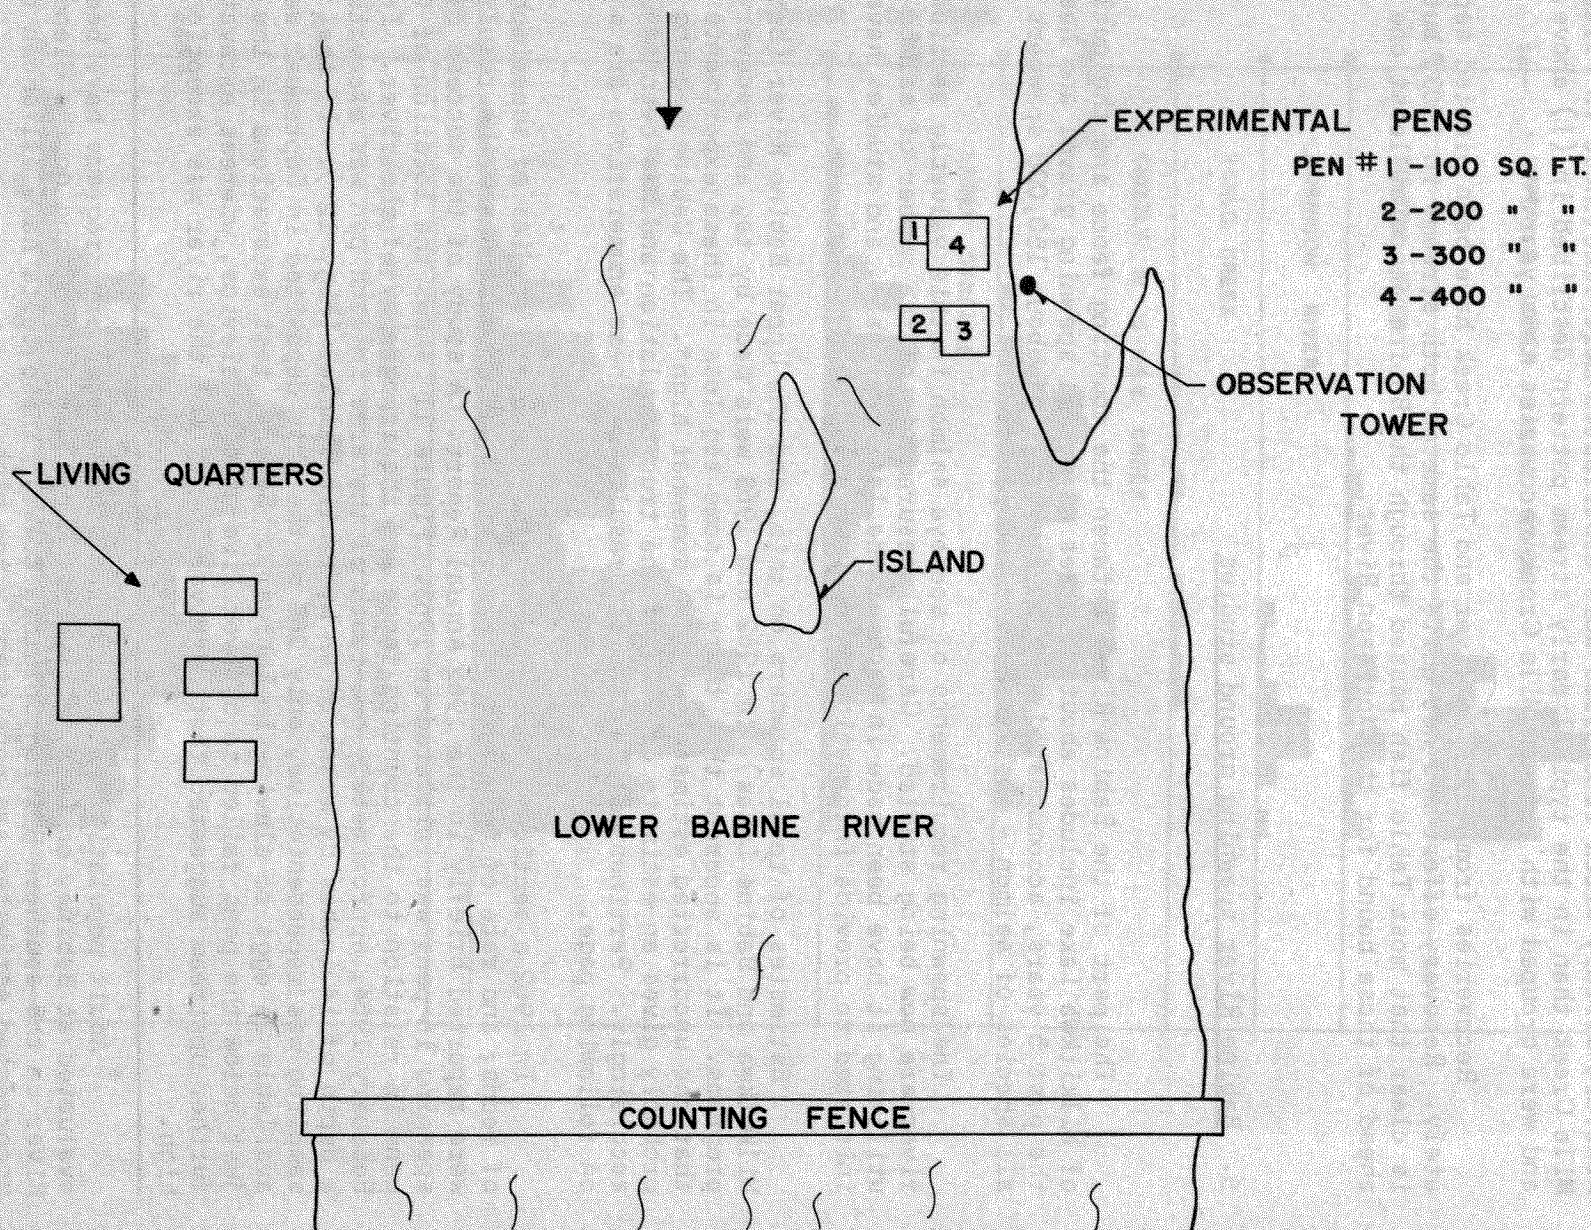 EXPERIMENTAL PENS
PEN # 1 - 100 SQ. FT.
2 - 200 " "
3 - 300 " "
4 - 400 " "
1
4
2
3
OBSERVATION
TOWER
LIVING QUARTERS
ISLAND
LOWER BABINE RIVER
COUNTING FENCE